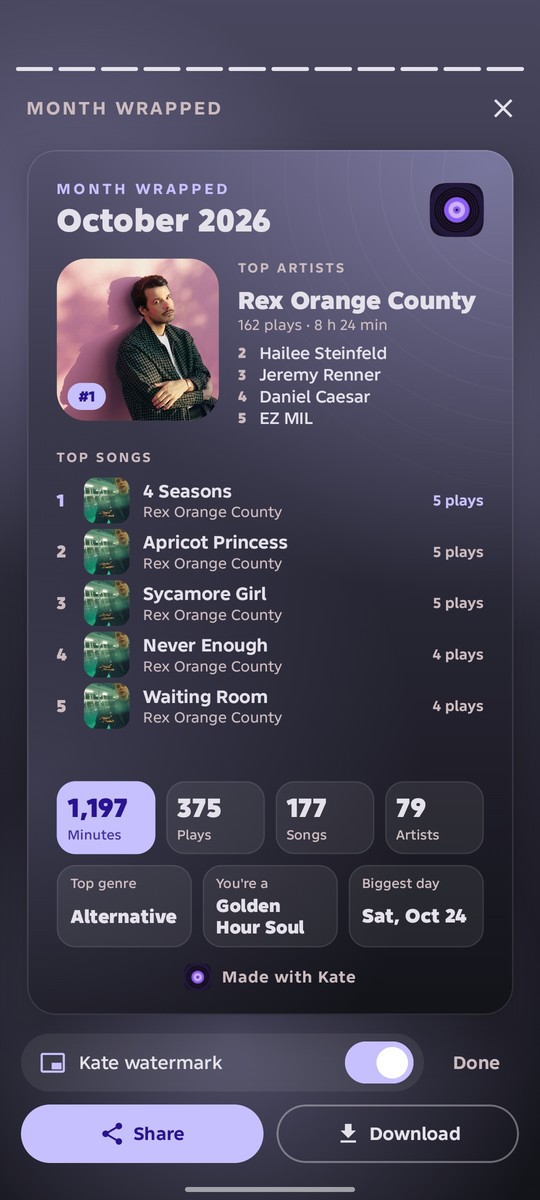 MONTH WRAPPED
MONTH WRAPPED
October 2026
TOP ARTISTS
Rex Orange County
162 plays · 8 h 24 min
2 Hailee Steinfeld
3 Jeremy Renner
4 Daniel Caesar
5 EZ MIL
#1
TOP SONGS
1 4 Seasons 5 plays
Rex Orange County
2 Apricot Princess 5 plays
Rex Orange County
3 Sycamore Girl 5 plays
Rex Orange County
4 Never Enough 4 plays
Rex Orange County
5 Waiting Room 4 plays
Rex Orange County
1,197 375 177 79
Minutes Plays Songs Artists
Top genre
Alternative
You're a
Golden
Hour Soul
Biggest day
Sat, Oct 24
Made with Kate
Kate watermark Done
Share Download